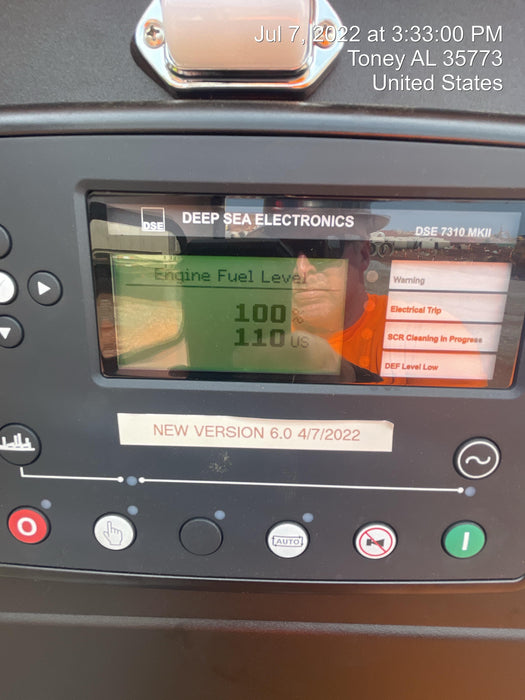 Jul 7, 2022 at 3:33:00 PM
Toney AL 35773
United States
DSE
DEEP SEA ELECTRONICS
DSE 7310 MKII
Engine Fuel Level
100 %
110 US
Warning
Electrical Trip
SCR Cleaning in Progress
DEF Level Low
NEW VERSION 6.0 4/7/2022
AUTO